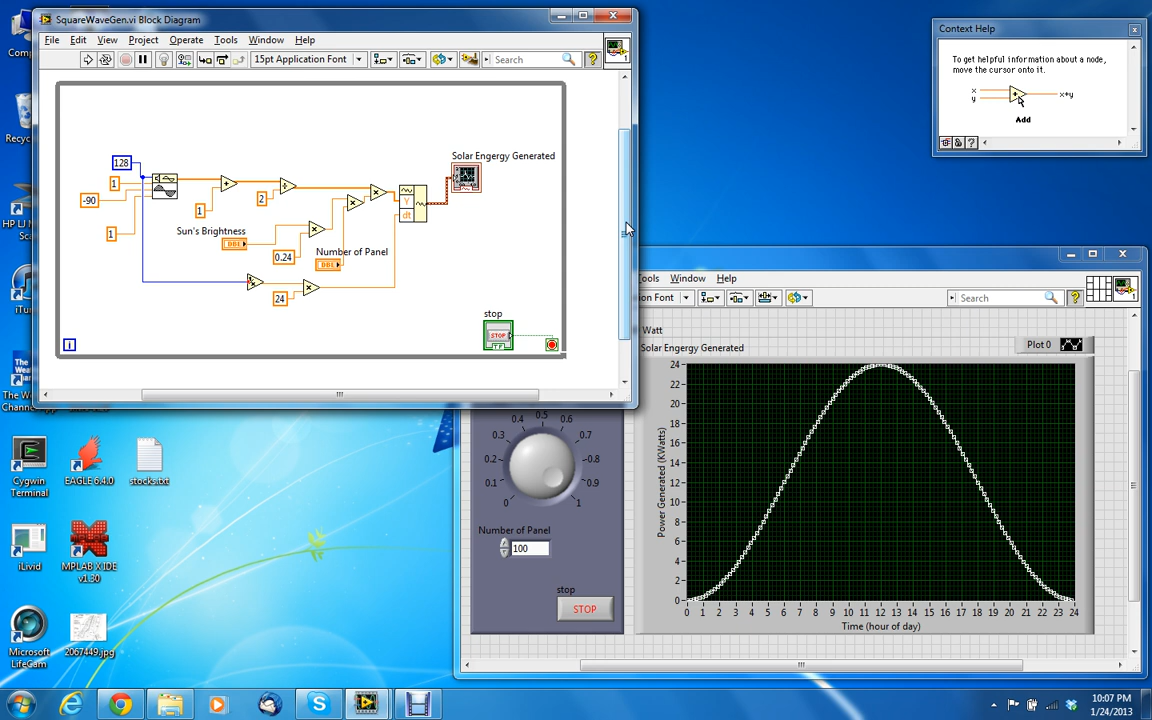 SquareWaveGen.vi Block Diagram
File Edit View Project Operate Tools Window Help
15pt Application Font Search
128
1
-90
1
1
2
Sun's Brightness
DBL
0.24
Number of Panel
DBL
24
Solar Engergy Generated
Y
dt
stop
STOP
TF
i
Context Help
To get helpful information about a node,
move the cursor onto it.
x
y
x+y
Add
Tools Window Help
on Font Search
Watt
Solar Engergy Generated
Plot 0
Power Generated (KWatts)
24
22
20
18
16
14
12
10
8
6
4
2
0
0 1 2 3 4 5 6 7 8 9 10 11 12 13 14 15 16 17 18 19 20 21 22 23 24
Time (hour of day)
0 0.1 0.2 0.3 0.4 0.5 0.6 0.7 0.8 0.9 1
Number of Panel
100
stop
STOP
Cygwin
Terminal
EAGLE 6.4.0
stocks.txt
iLivid
MPLAB X IDE
v1.30
Microsoft
LifeCam
2067449.jpg
10:07 PM
1/24/2013